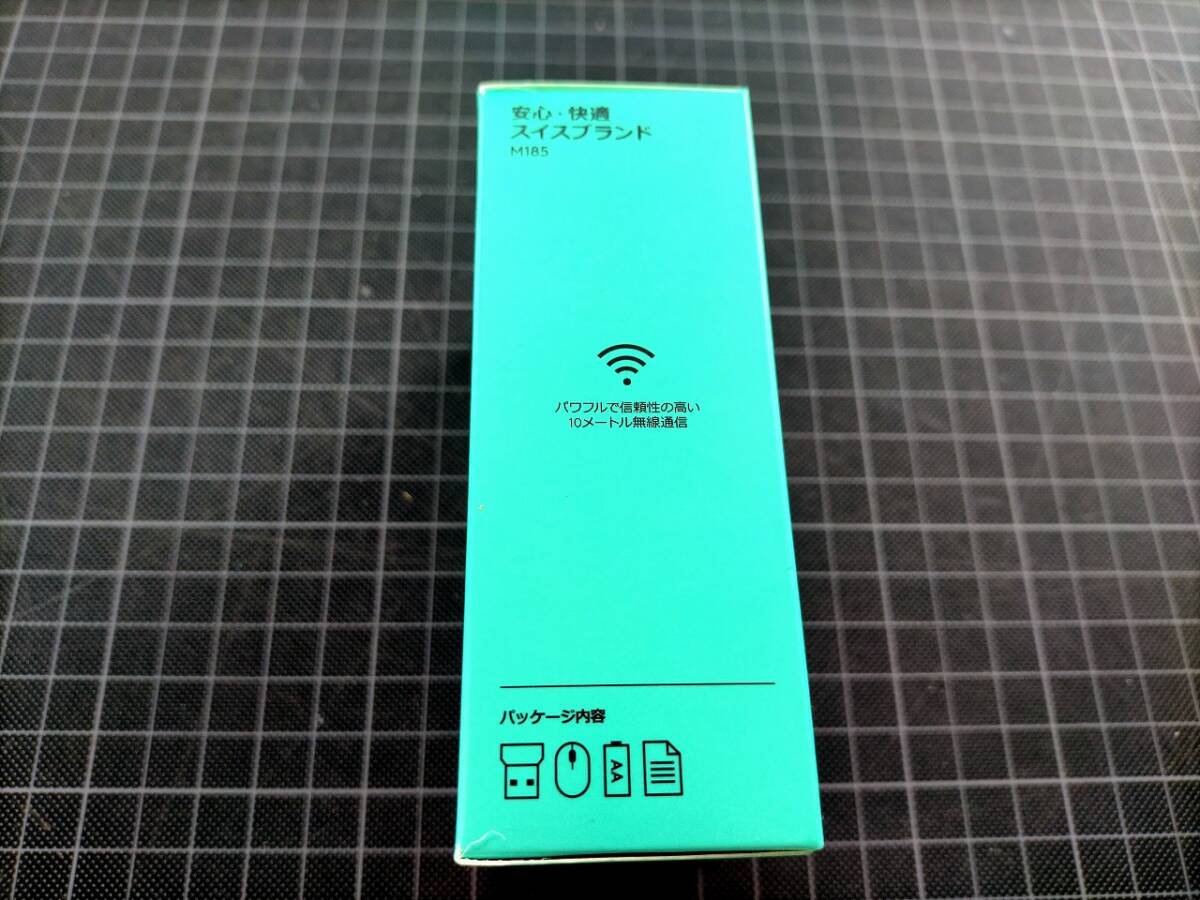 安心・快適
スイスブランド
M185
パワフルで信頼性の高い
10メートル無線通信
パッケージ内容
AA